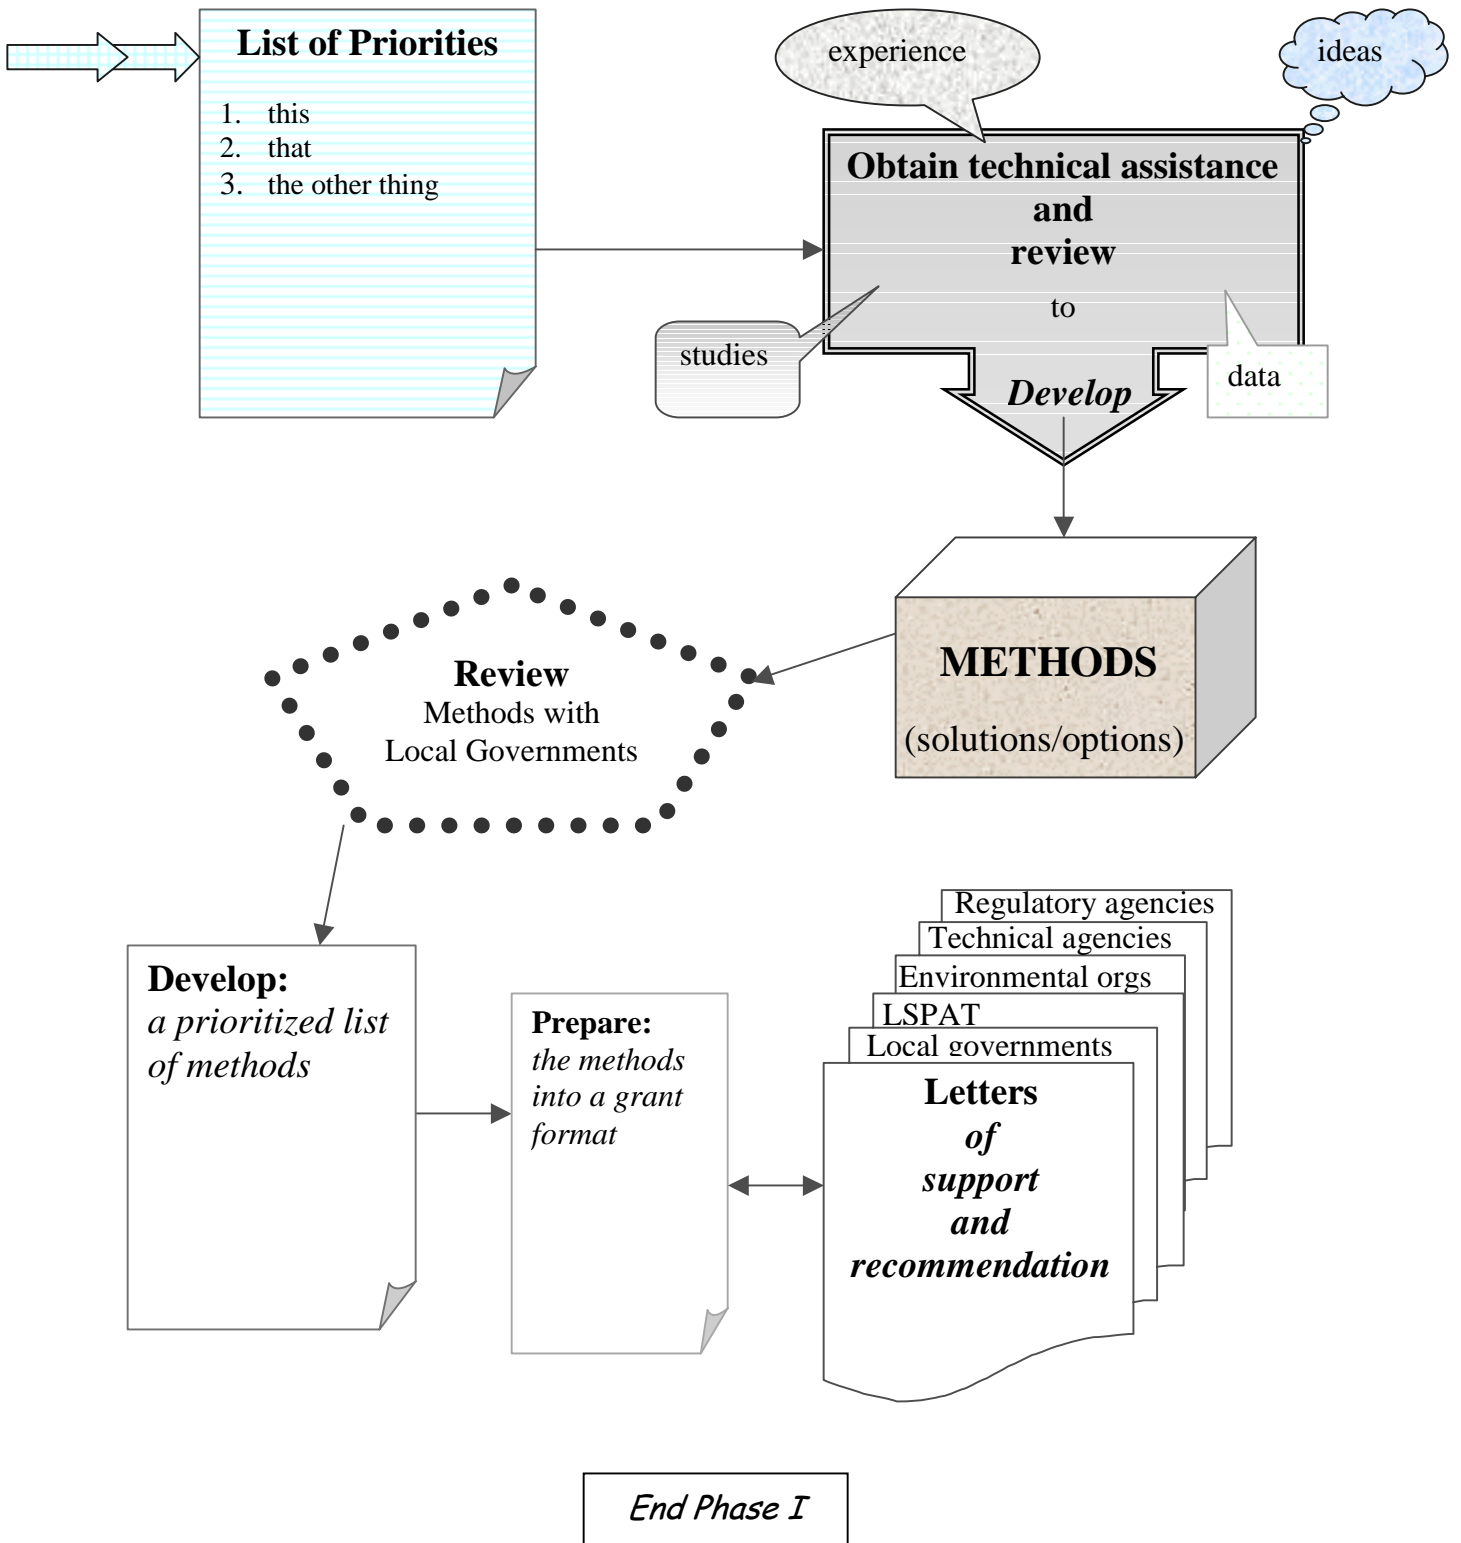 List of Priorities
1. this
2. that
3. the other thing
experience
ideas
Obtain technical assistance
and
review
to
Develop
studies
data
METHODS
(solutions/options)
Review
Methods with
Local Governments
Develop:
a prioritized list
of methods
Prepare:
the methods
into a grant
format
Regulatory agencies
Technical agencies
Environmental orgs
LSPAT
Local governments
Letters
of
support
and
recommendation
End Phase I